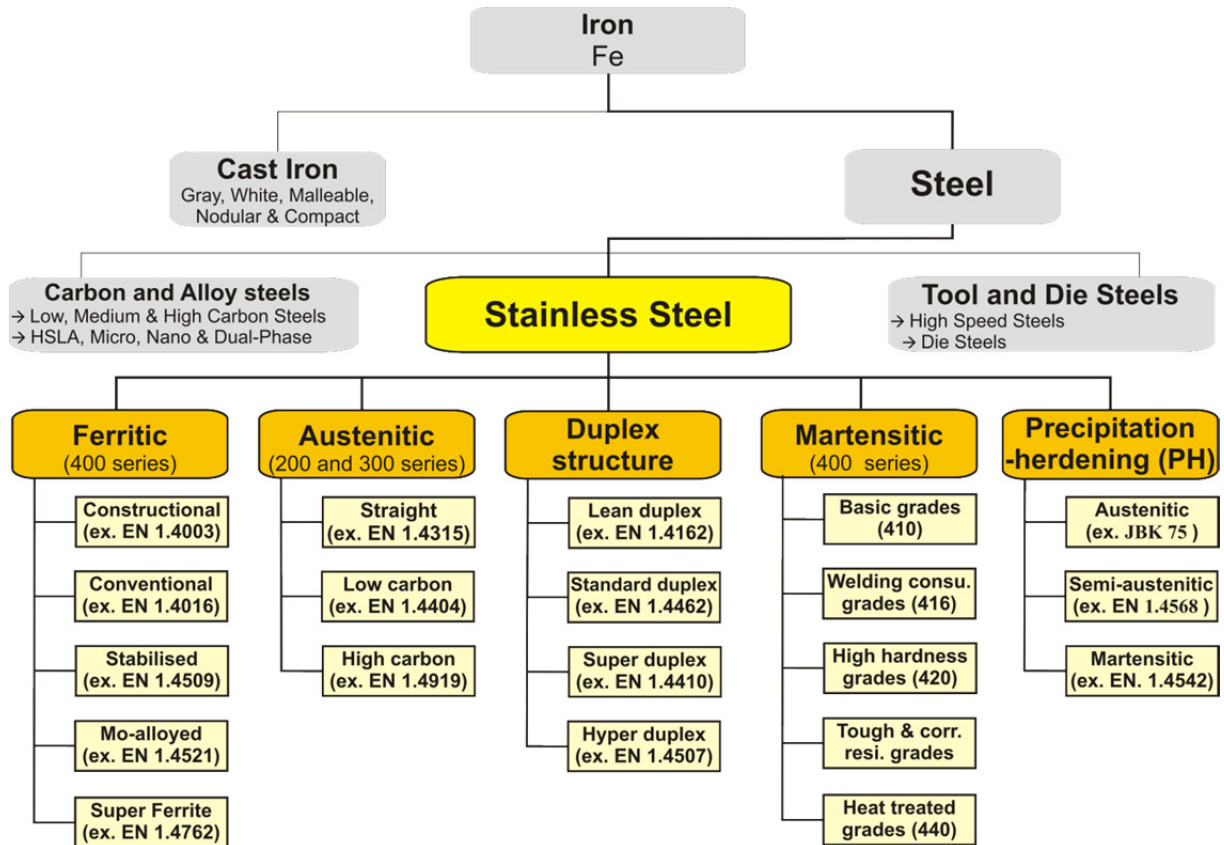 Iron
Fe
Cast Iron
Gray, White, Malleable,
Nodular & Compact
Steel
Carbon and Alloy steels
→ Low, Medium & High Carbon Steels
→ HSLA, Micro, Nano & Dual-Phase
Stainless Steel
Tool and Die Steels
→ High Speed Steels
→ Die Steels
Ferritic
(400 series)
Constructional
(ex. EN 1.4003)
Conventional
(ex. EN 1.4016)
Stabilised
(ex. EN 1.4509)
Mo-alloyed
(ex. EN 1.4521)
Super Ferrite
(ex. EN 1.4762)
Austenitic
(200 and 300 series)
Straight
(ex. EN 1.4315)
Low carbon
(ex. EN 1.4404)
High carbon
(ex. EN 1.4919)
Duplex
structure
Lean duplex
(ex. EN 1.4162)
Standard duplex
(ex. EN 1.4462)
Super duplex
(ex. EN 1.4410)
Hyper duplex
(ex. EN 1.4507)
Martensitic
(400 series)
Basic grades
(410)
Welding consu.
grades (416)
High hardness
grades (420)
Tough & corr.
resi. grades
Heat treated
grades (440)
Precipitation
-herdening (PH)
Austenitic
(ex. JBK 75 )
Semi-austenitic
(ex. EN 1.4568 )
Martensitic
(ex. EN. 1.4542)